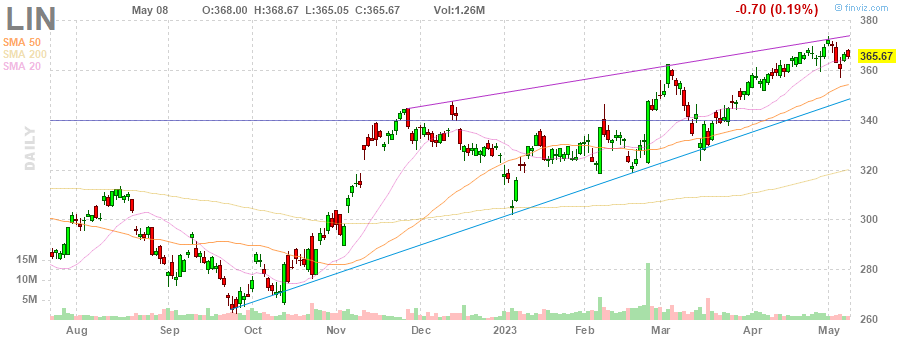 LIN May 08 O:368.00 H:368.67 L:365.05 C:365.67 Vol:1.26M -0.70 (0.19%) finviz.com
SMA 50
SMA 200
SMA 20
DAILY
380
365.67
360
340
320
300
280
260
15M
10M
5M
Aug Sep Oct Nov Dec 2023 Feb Mar Apr May